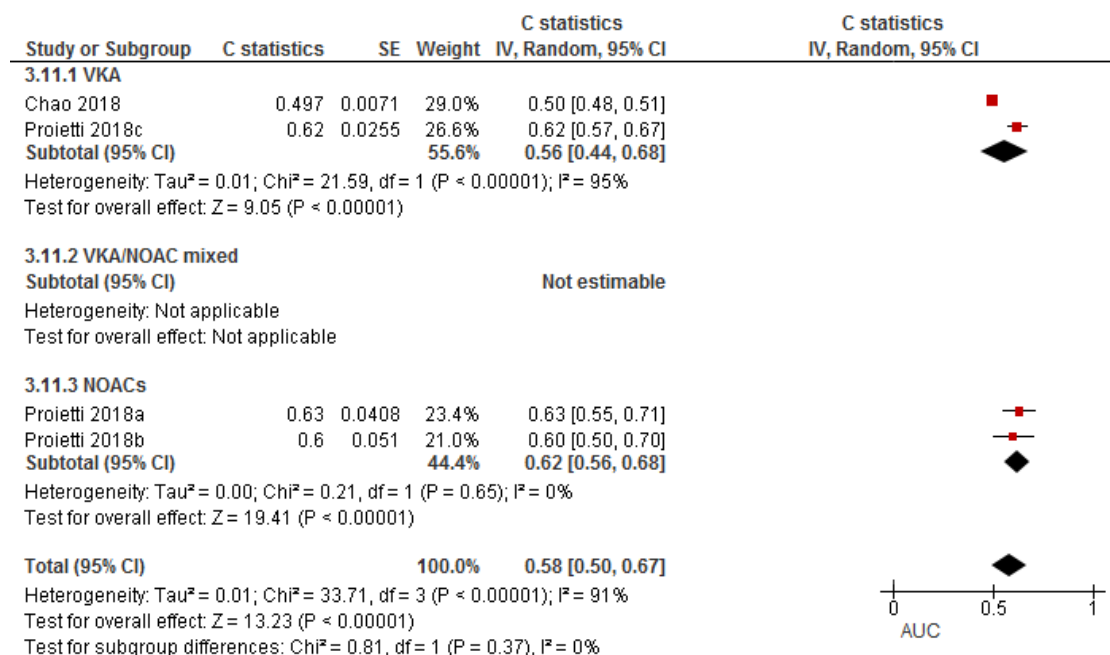 C statistics C statistics
Study or Subgroup C statistics SE Weight IV, Random, 95% CI IV, Random, 95% CI
3.11.1 VKA
Chao 2018 0.497 0.0071 29.0% 0.50 [0.48, 0.51]
Proietti 2018c 0.62 0.0255 26.6% 0.62 [0.57, 0.67]
Subtotal (95% CI) 55.6% 0.56 [0.44, 0.68]
Heterogeneity: Tau² = 0.01; Chi² = 21.59, df = 1 (P < 0.00001); I² = 95%
Test for overall effect: Z = 9.05 (P < 0.00001)
3.11.2 VKA/NOAC mixed
Subtotal (95% CI) Not estimable
Heterogeneity: Not applicable
Test for overall effect: Not applicable
3.11.3 NOACs
Proietti 2018a 0.63 0.0408 23.4% 0.63 [0.55, 0.71]
Proietti 2018b 0.6 0.051 21.0% 0.60 [0.50, 0.70]
Subtotal (95% CI) 44.4% 0.62 [0.56, 0.68]
Heterogeneity: Tau² = 0.00; Chi² = 0.21, df = 1 (P = 0.65); I² = 0%
Test for overall effect: Z = 19.41 (P < 0.00001)
Total (95% CI) 100.0% 0.58 [0.50, 0.67]
Heterogeneity: Tau² = 0.01; Chi² = 33.71, df = 3 (P < 0.00001); I² = 91%
Test for overall effect: Z = 13.23 (P < 0.00001)
Test for subgroup differences: Chi² = 0.81, df = 1 (P = 0.37), I² = 0%
0 0.5 1
AUC